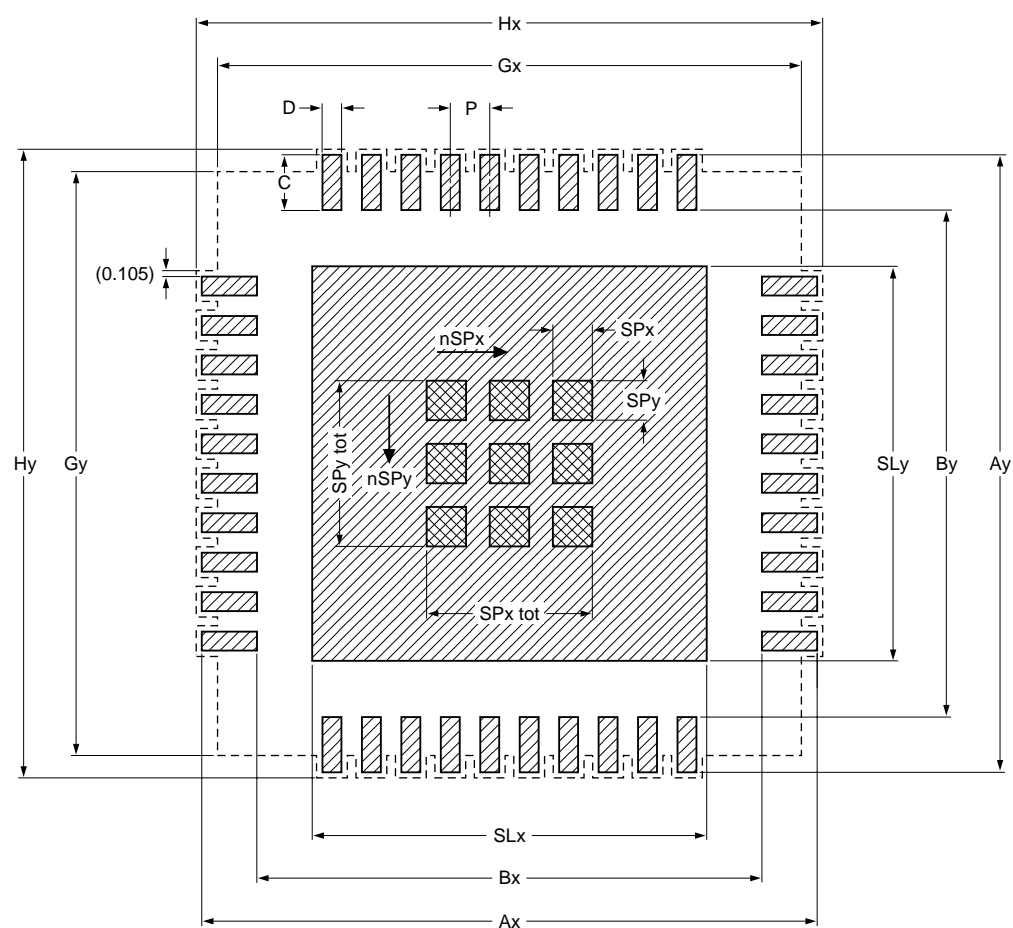 Hx
Gx
D
P
C
(0.105)
nSPx
SPx
SPy
SPy tot
nSPy
Hy
Gy
SLy
By
Ay
SPx tot
SLx
Bx
Ax